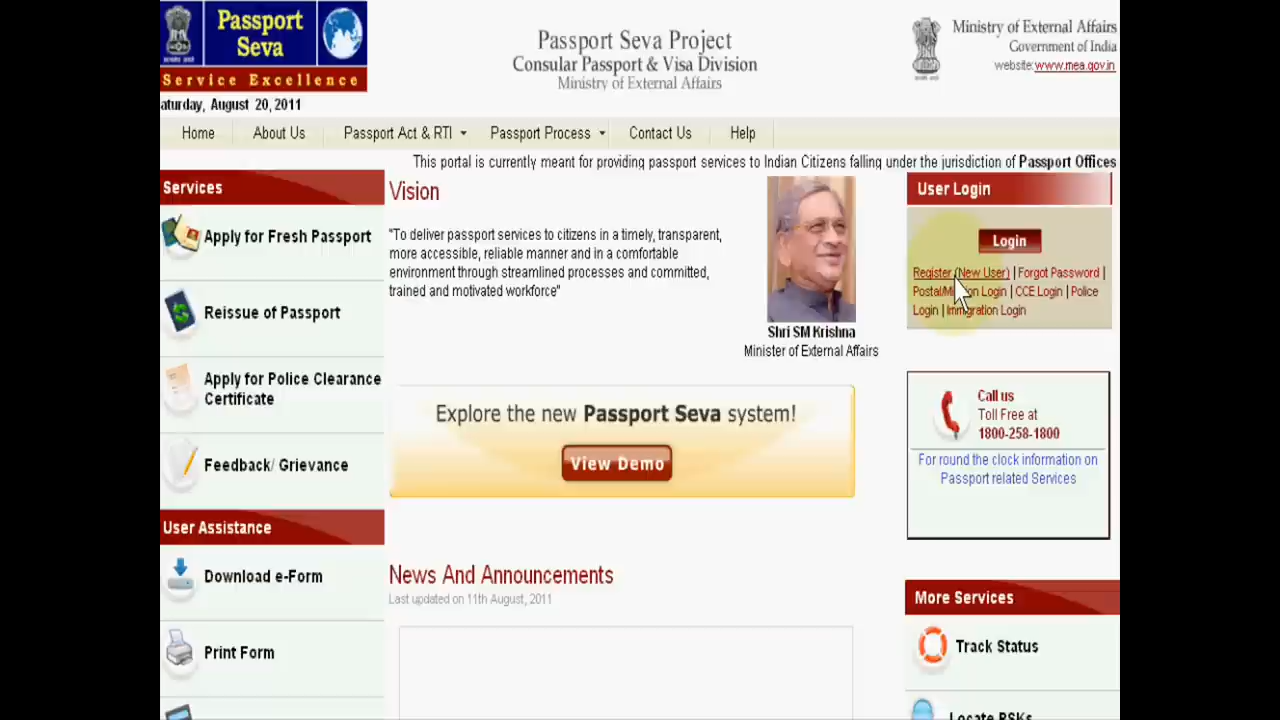 Passport
Seva
Service Excellence
Passport Seva Project
Consular Passport & Visa Division
Ministry of External Affairs
Ministry of External Affairs
Government of India
website:www.mea.gov.in
aturday, August 20, 2011
Home
About Us
Passport Act & RTI
Passport Process
Contact Us
Help
This portal is currently meant for providing passport services to Indian Citizens falling under the jurisdiction of Passport Offices
Services
Apply for Fresh Passport
Reissue of Passport
Apply for Police Clearance
Certificate
Feedback/ Grievance
User Assistance
Download e-Form
Print Form
Vision
"To deliver passport services to citizens in a timely, transparent,
more accessible, reliable manner and in a comfortable
environment through streamlined processes and committed,
trained and motivated workforce"
Shri SM Krishna
Minister of External Affairs
Explore the new Passport Seva system!
View Demo
News And Announcements
Last updated on 11th August, 2011
User Login
Login
Register (New User) | Forgot Password |
Login | CCE Login | Police
Login | Immigration Login
Call us
Toll Free at
1800-258-1800
For round the clock information on
Passport related Services
More Services
Track Status
Locate PSKs